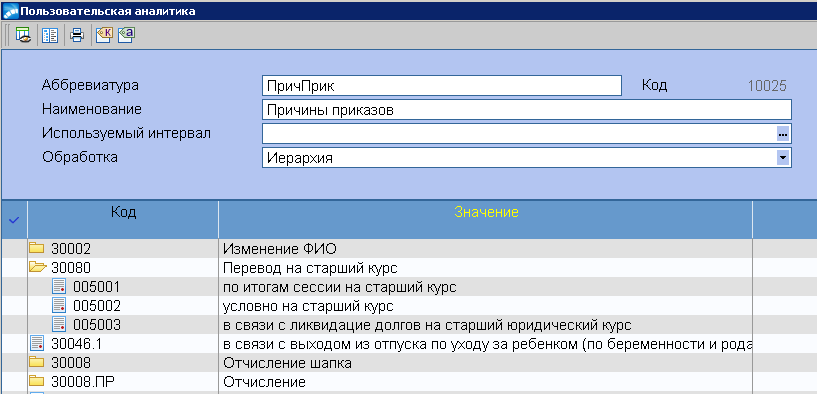 Пользовательская аналитика
Аббревиатура ПричПрик Код 10025
Наименование Причины приказов
Используемый интервал ...
Обработка Иерархия
Код Значение
30002 Изменение ФИО
30080 Перевод на старший курс
005001 по итогам сессии на старший курс
005002 условно на старший курс
005003 в связи с ликвидацие долгов на старший юридический курс
30046.1 в связи с выходом из отпуска по уходу за ребенком (по беременности и рода
30008 Отчисление шапка
30008.ПР Отчисление